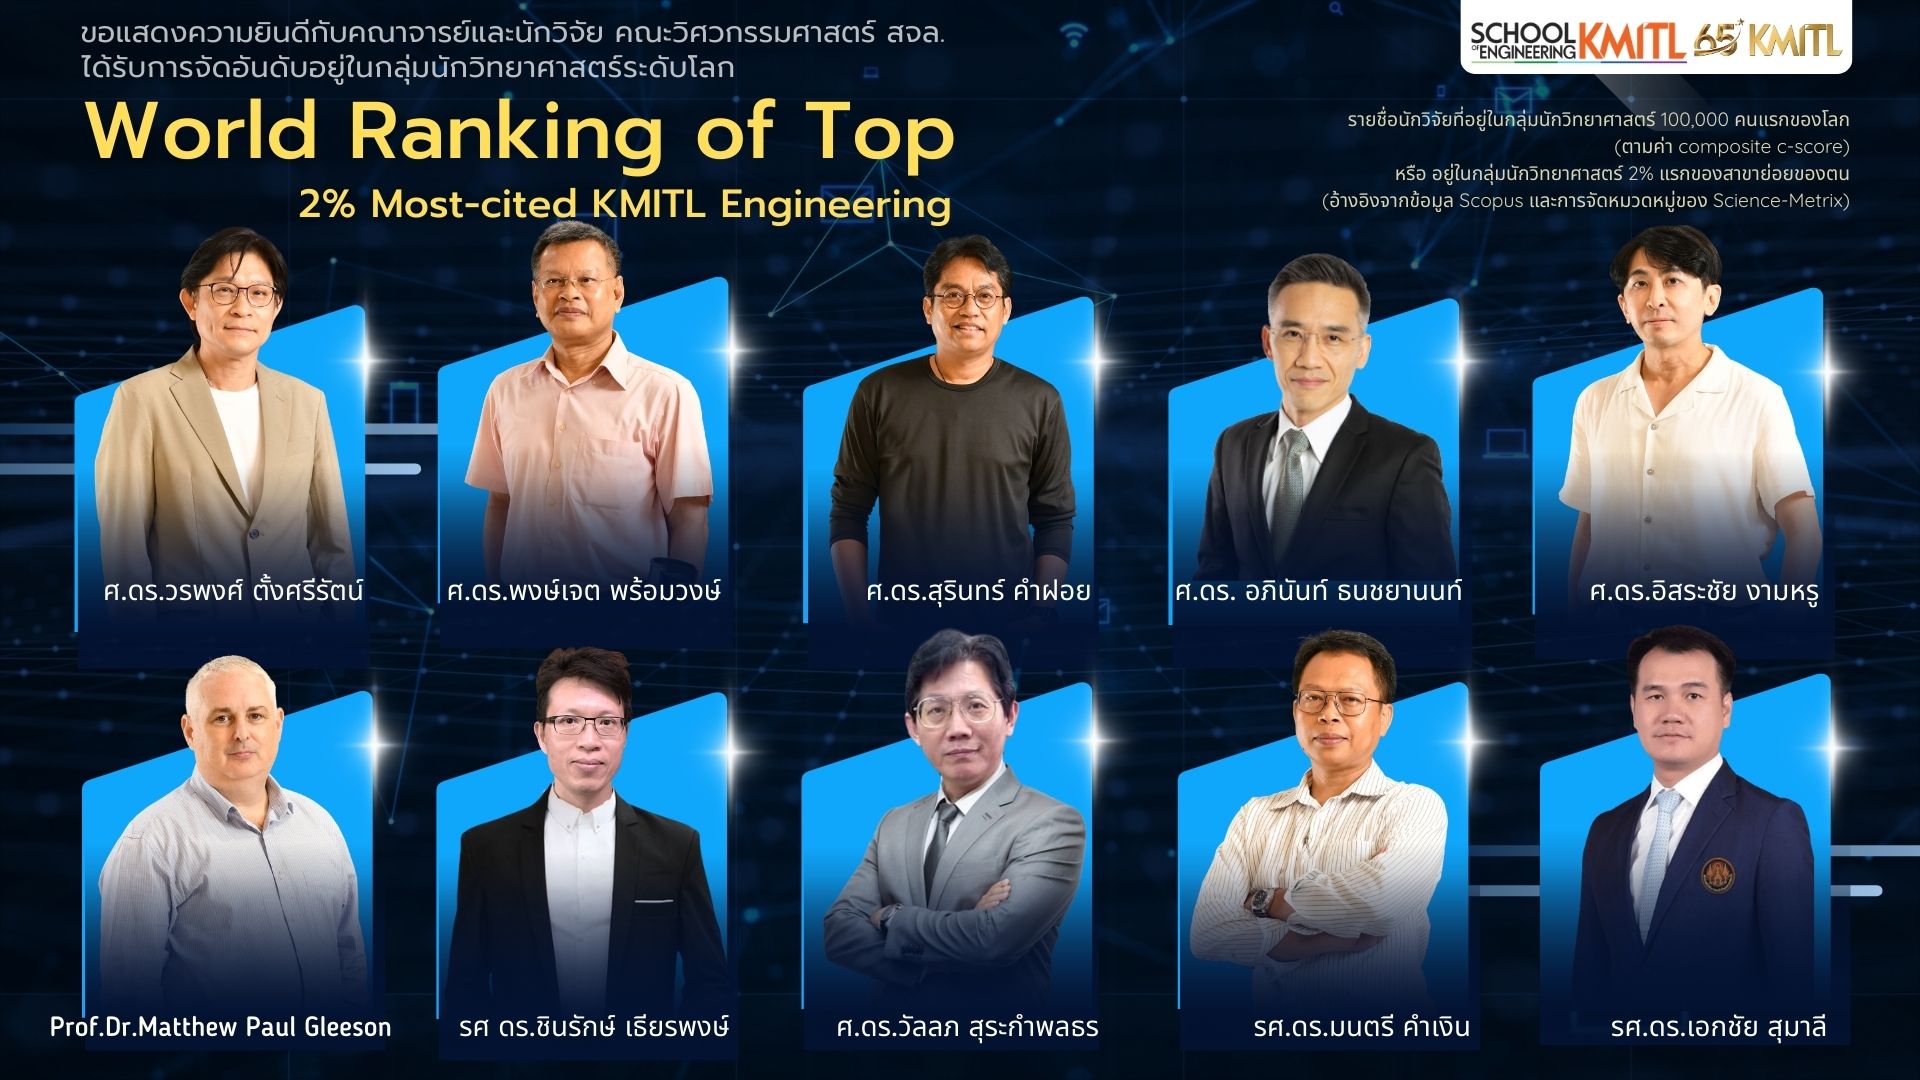 ขอแสดงความยินดีกับคณาจารย์และนักวิจัย คณะวิศวกรรมศาสตร์ สจล.
ได้รับการจัดอันดับอยู่ในกลุ่มนักวิทยาศาสตร์ระดับโลก
World Ranking of Top
2% Most-cited KMITL Engineering
SCHOOL OF ENGINEERING KMITL 65 KMITL
รายชื่อนักวิจัยที่อยู่ในกลุ่มนักวิทยาศาสตร์ 100,000 คนแรกของโลก
(ตามค่า composite c-score)
หรือ อยู่ในกลุ่มนักวิทยาศาสตร์ 2% แรกของสาขาย่อยของตน
(อ้างอิงจากข้อมูล Scopus และการจัดหมวดหมู่ของ Science-Metrix)
ศ.ดร.วรพงศ์ ตั้งศรีรัตน์
ศ.ดร.พงษ์เจต พร้อมวงษ์
ศ.ดร.สุรินทร์ คำฝอย
ศ.ดร. อภินันท์ ธนชยานนท์
ศ.ดร.อิสระชัย งามหรู
Prof.Dr.Matthew Paul Gleeson
รศ ดร.ชินรักษ์ เธียรพงษ์
ศ.ดร.วัลลภ สุระกำพลธร
รศ.ดร.มนตรี คำเงิน
รศ.ดร.เอกชัย สุมาลี